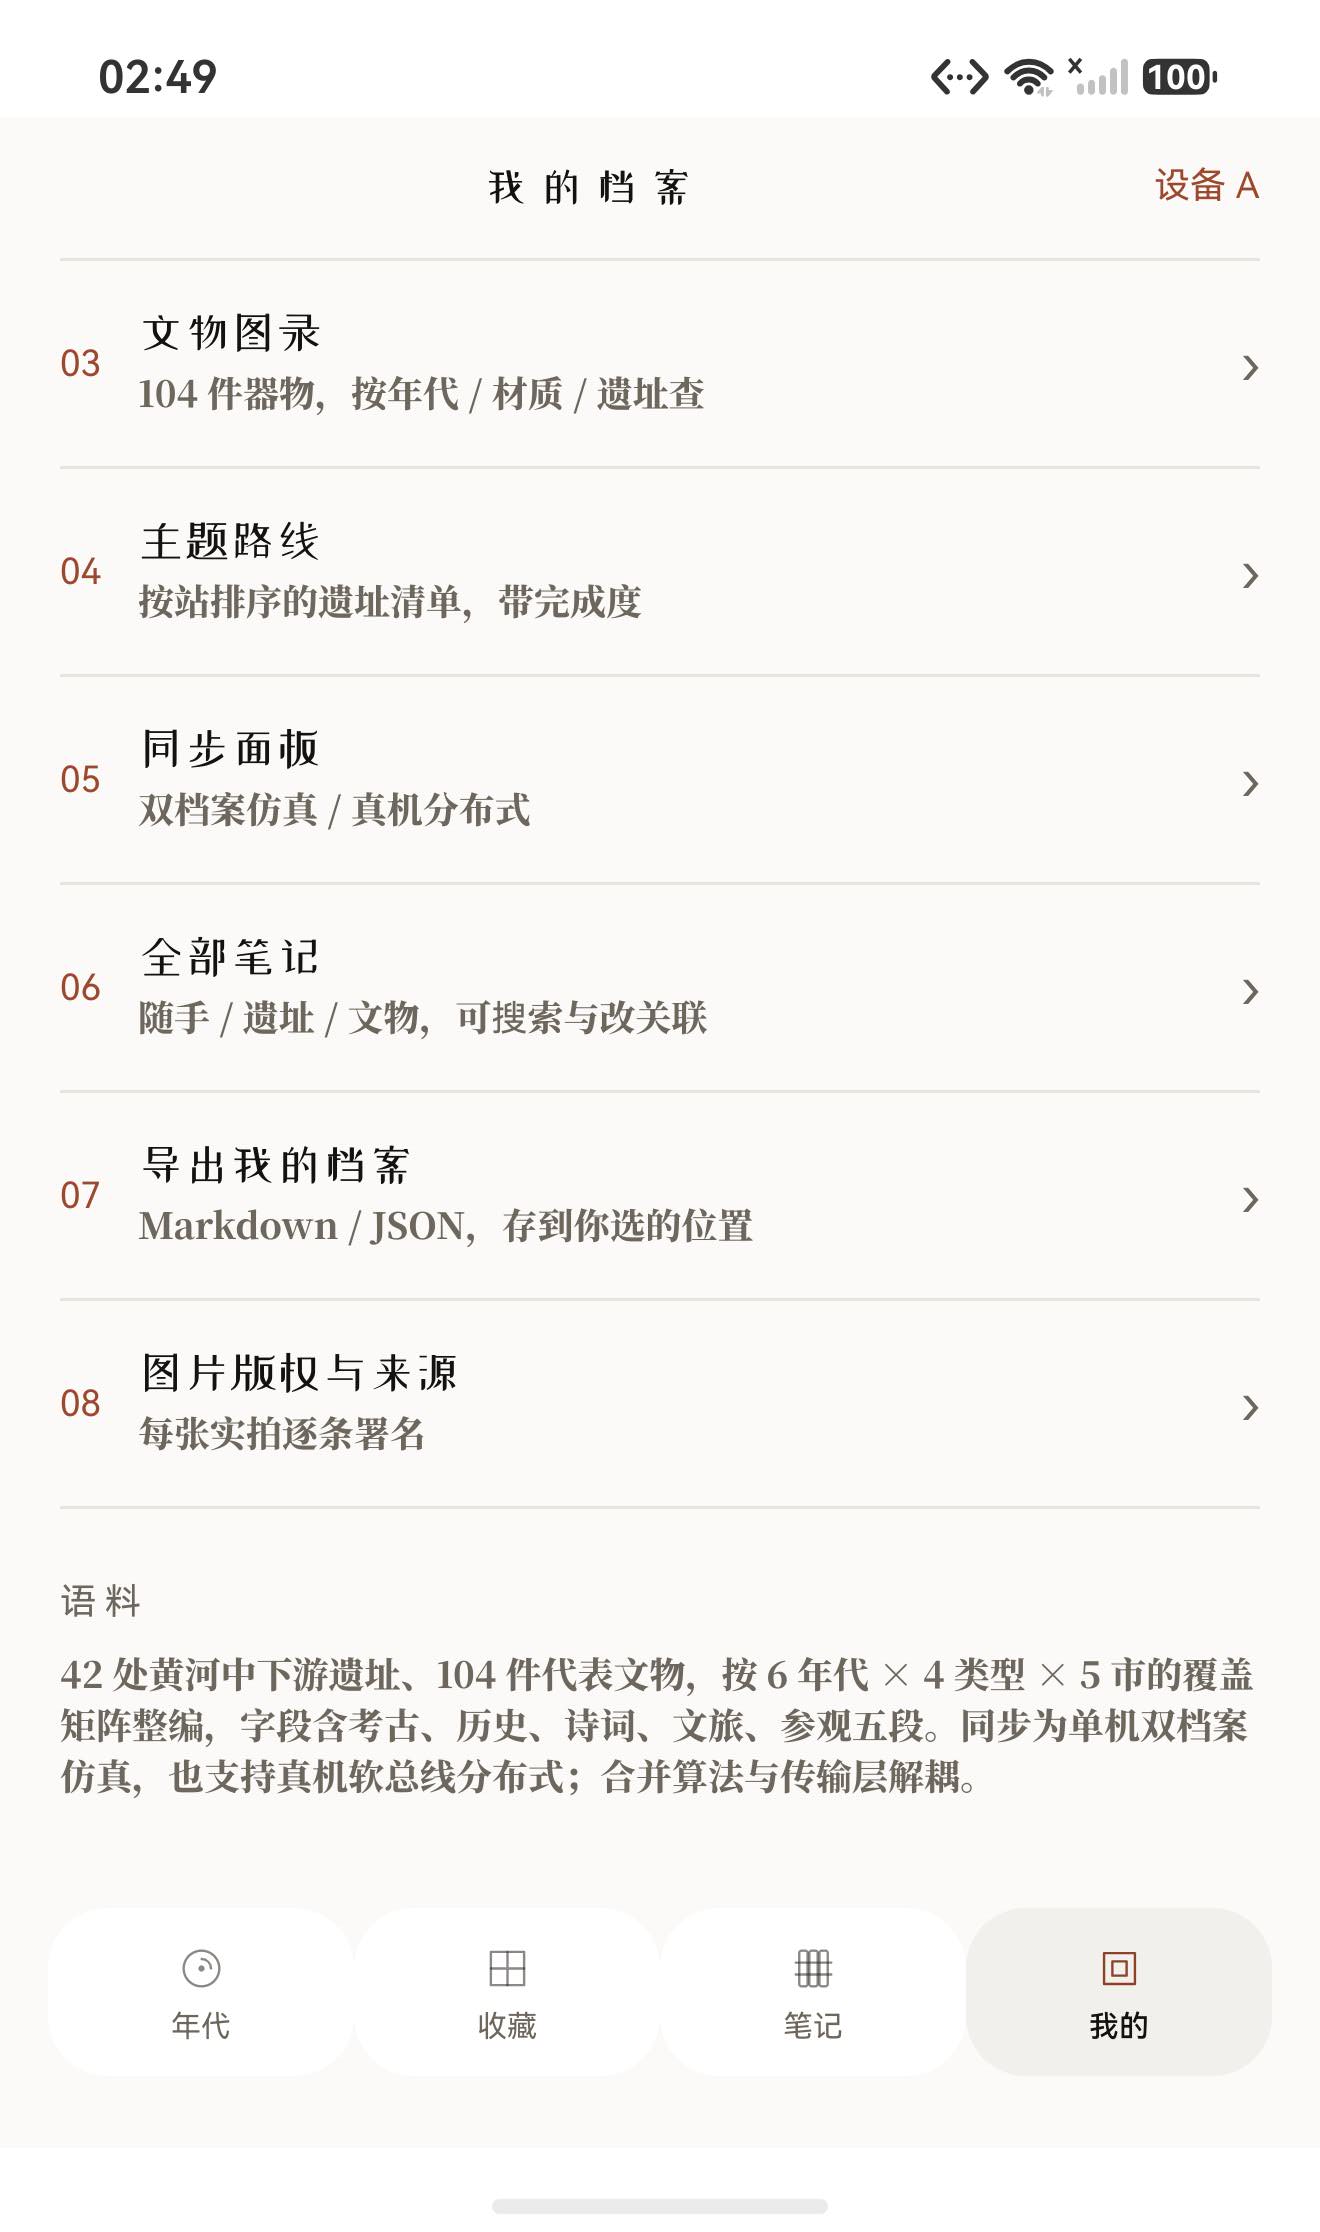 02:49
100
我的档案
设备 A
03
文物图录
104 件器物，按年代 / 材质 / 遗址查
04
主题路线
按站排序的遗址清单，带完成度
05
同步面板
双档案仿真 / 真机分布式
06
全部笔记
随手 / 遗址 / 文物，可搜索与改关联
07
导出我的档案
Markdown / JSON，存到你选的位置
08
图片版权与来源
每张实拍逐条署名
语料
42 处黄河中下游遗址、104 件代表文物，按 6 年代 × 4 类型 × 5 市的覆盖
矩阵整编，字段含考古、历史、诗词、文旅、参观五段。同步为单机双档案
仿真，也支持真机软总线分布式；合并算法与传输层解耦。
年代
收藏
笔记
我的